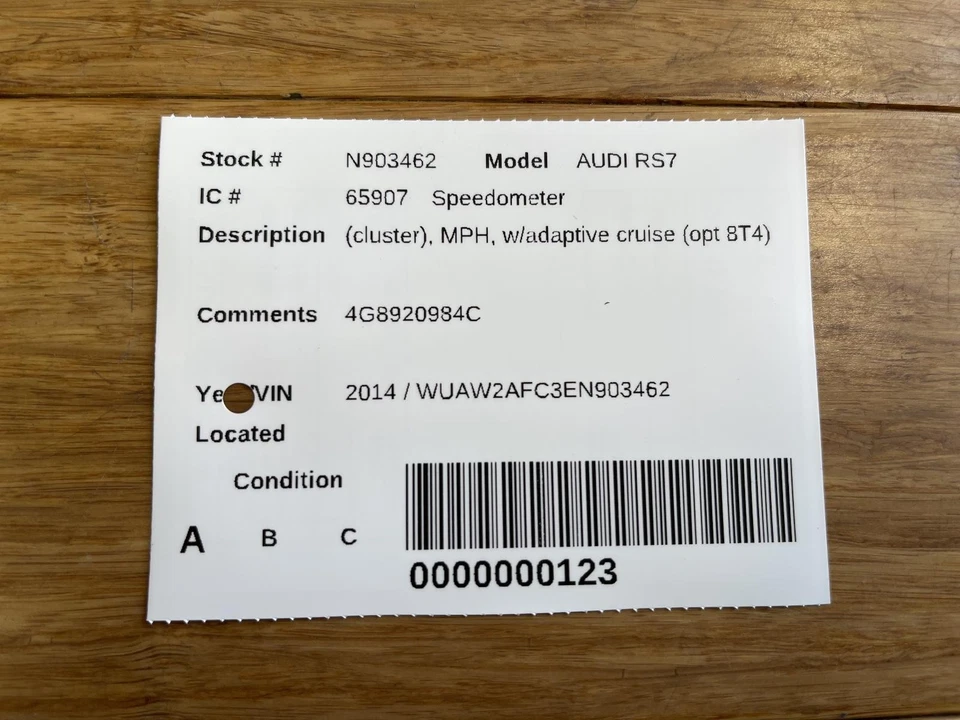 Stock # N903462 Model AUDI RS7
IC # 65907 Speedometer
Description (cluster), MPH, w/adaptive cruise (opt 8T4)
Comments 4G8920984C
Ye /VIN 2014 / WUAW2AFC3EN903462
Located
Condition
A B C
0000000123